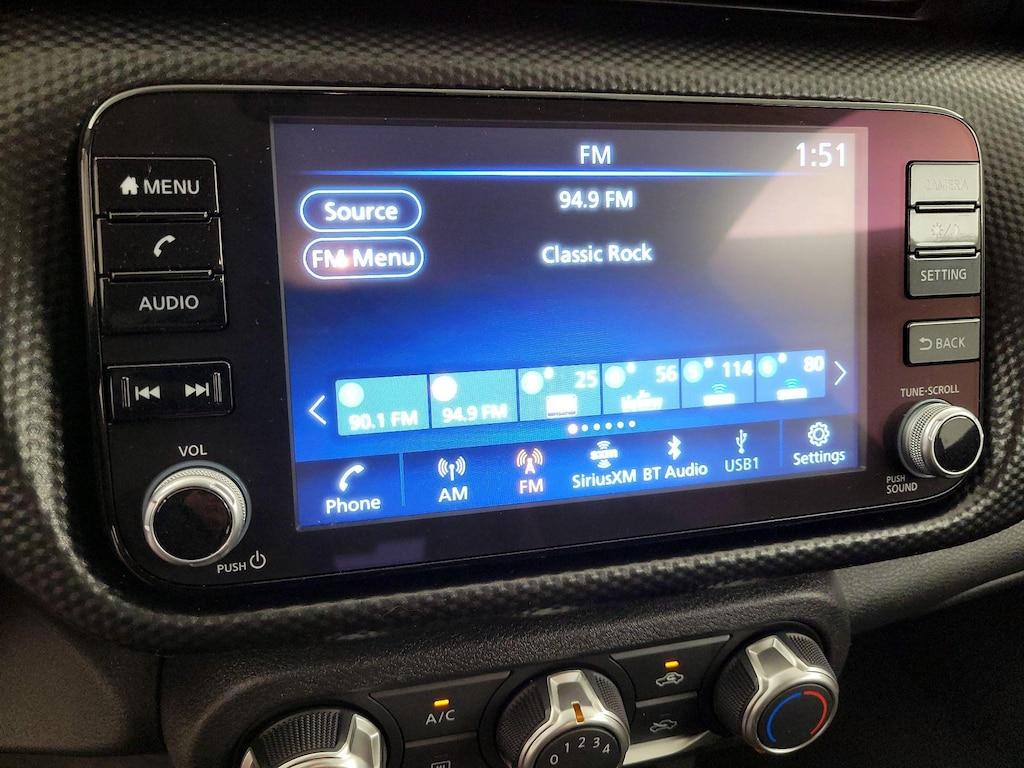 FM
1:51
MENU
CAMERA
Source
94.9 FM
FM Menu
Classic Rock
SETTING
AUDIO
BACK
25
56
114
80
90.1 FM
94.9 FM
TUNE·SCROLL
VOL
Phone
AM
FM
SiriusXM
BT Audio
USB1
Settings
PUSH
SOUND
PUSH
A/C
0 1 2 3 4